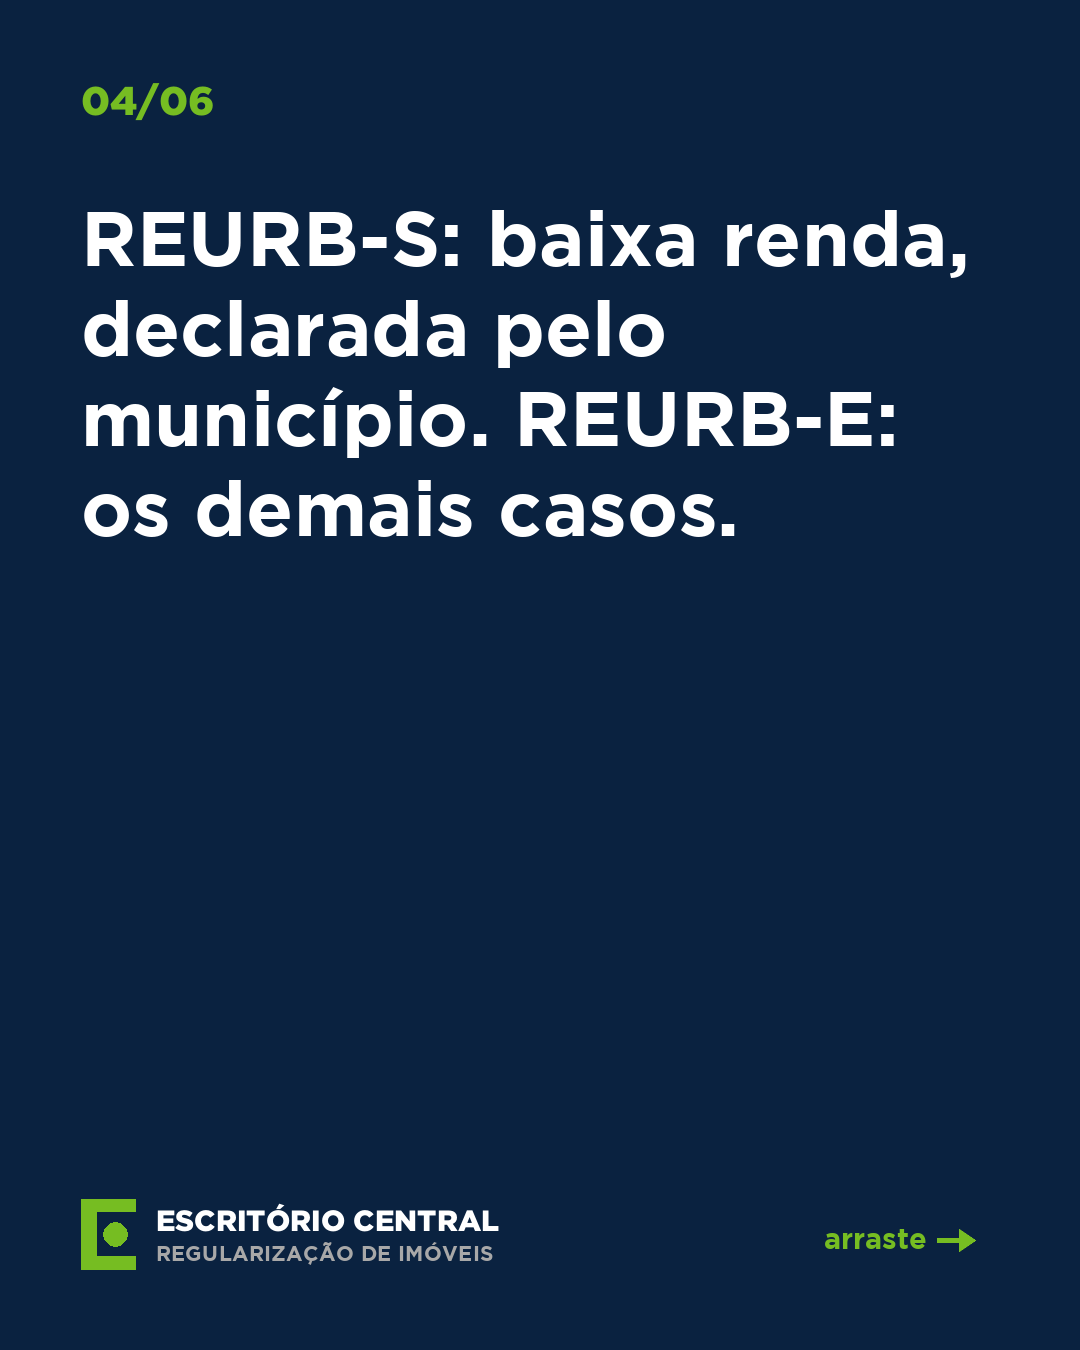 04/06
REURB-S: baixa renda,
declarada pelo
município. REURB-E:
os demais casos.
ESCRITÓRIO CENTRAL
REGULARIZAÇÃO DE IMÓVEIS
arraste